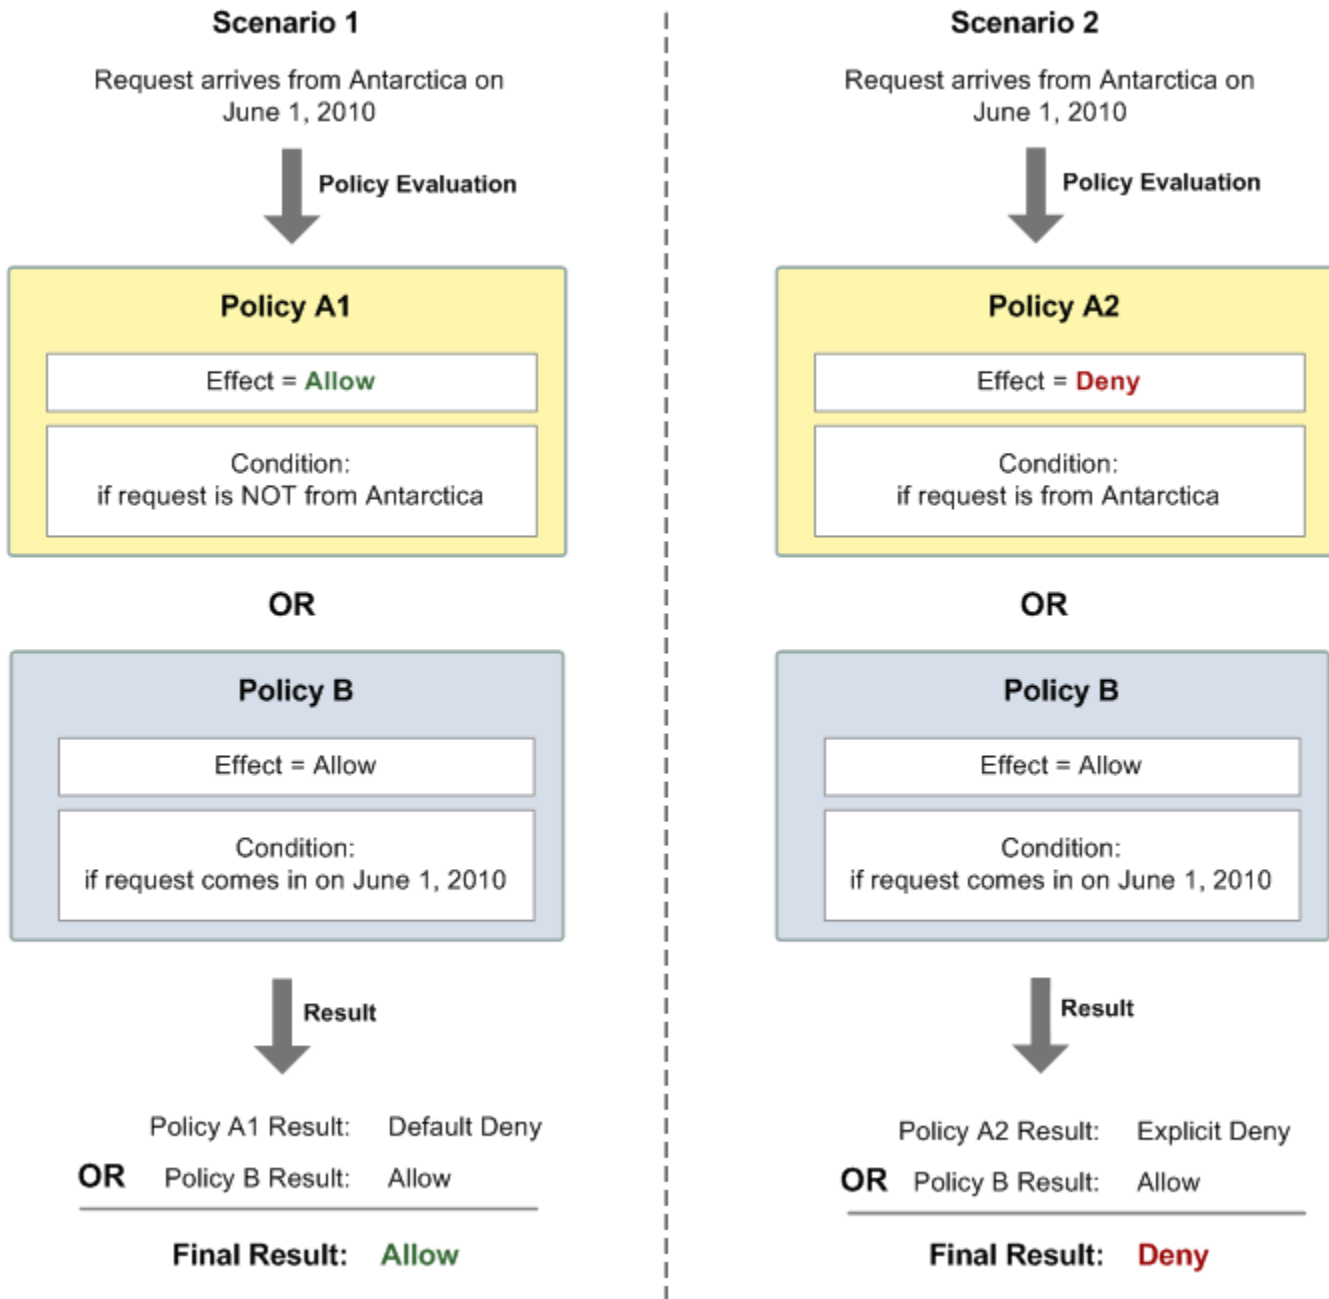 Scenario 1
Request arrives from Antarctica on
June 1, 2010
Policy Evaluation
Policy A1
Effect = Allow
Condition:
if request is NOT from Antarctica
OR
Policy B
Effect = Allow
Condition:
if request comes in on June 1, 2010
Result
Policy A1 Result: Default Deny
OR Policy B Result: Allow
Final Result: Allow
Scenario 2
Request arrives from Antarctica on
June 1, 2010
Policy Evaluation
Policy A2
Effect = Deny
Condition:
if request is from Antarctica
OR
Policy B
Effect = Allow
Condition:
if request comes in on June 1, 2010
Result
Policy A2 Result: Explicit Deny
OR Policy B Result: Allow
Final Result: Deny